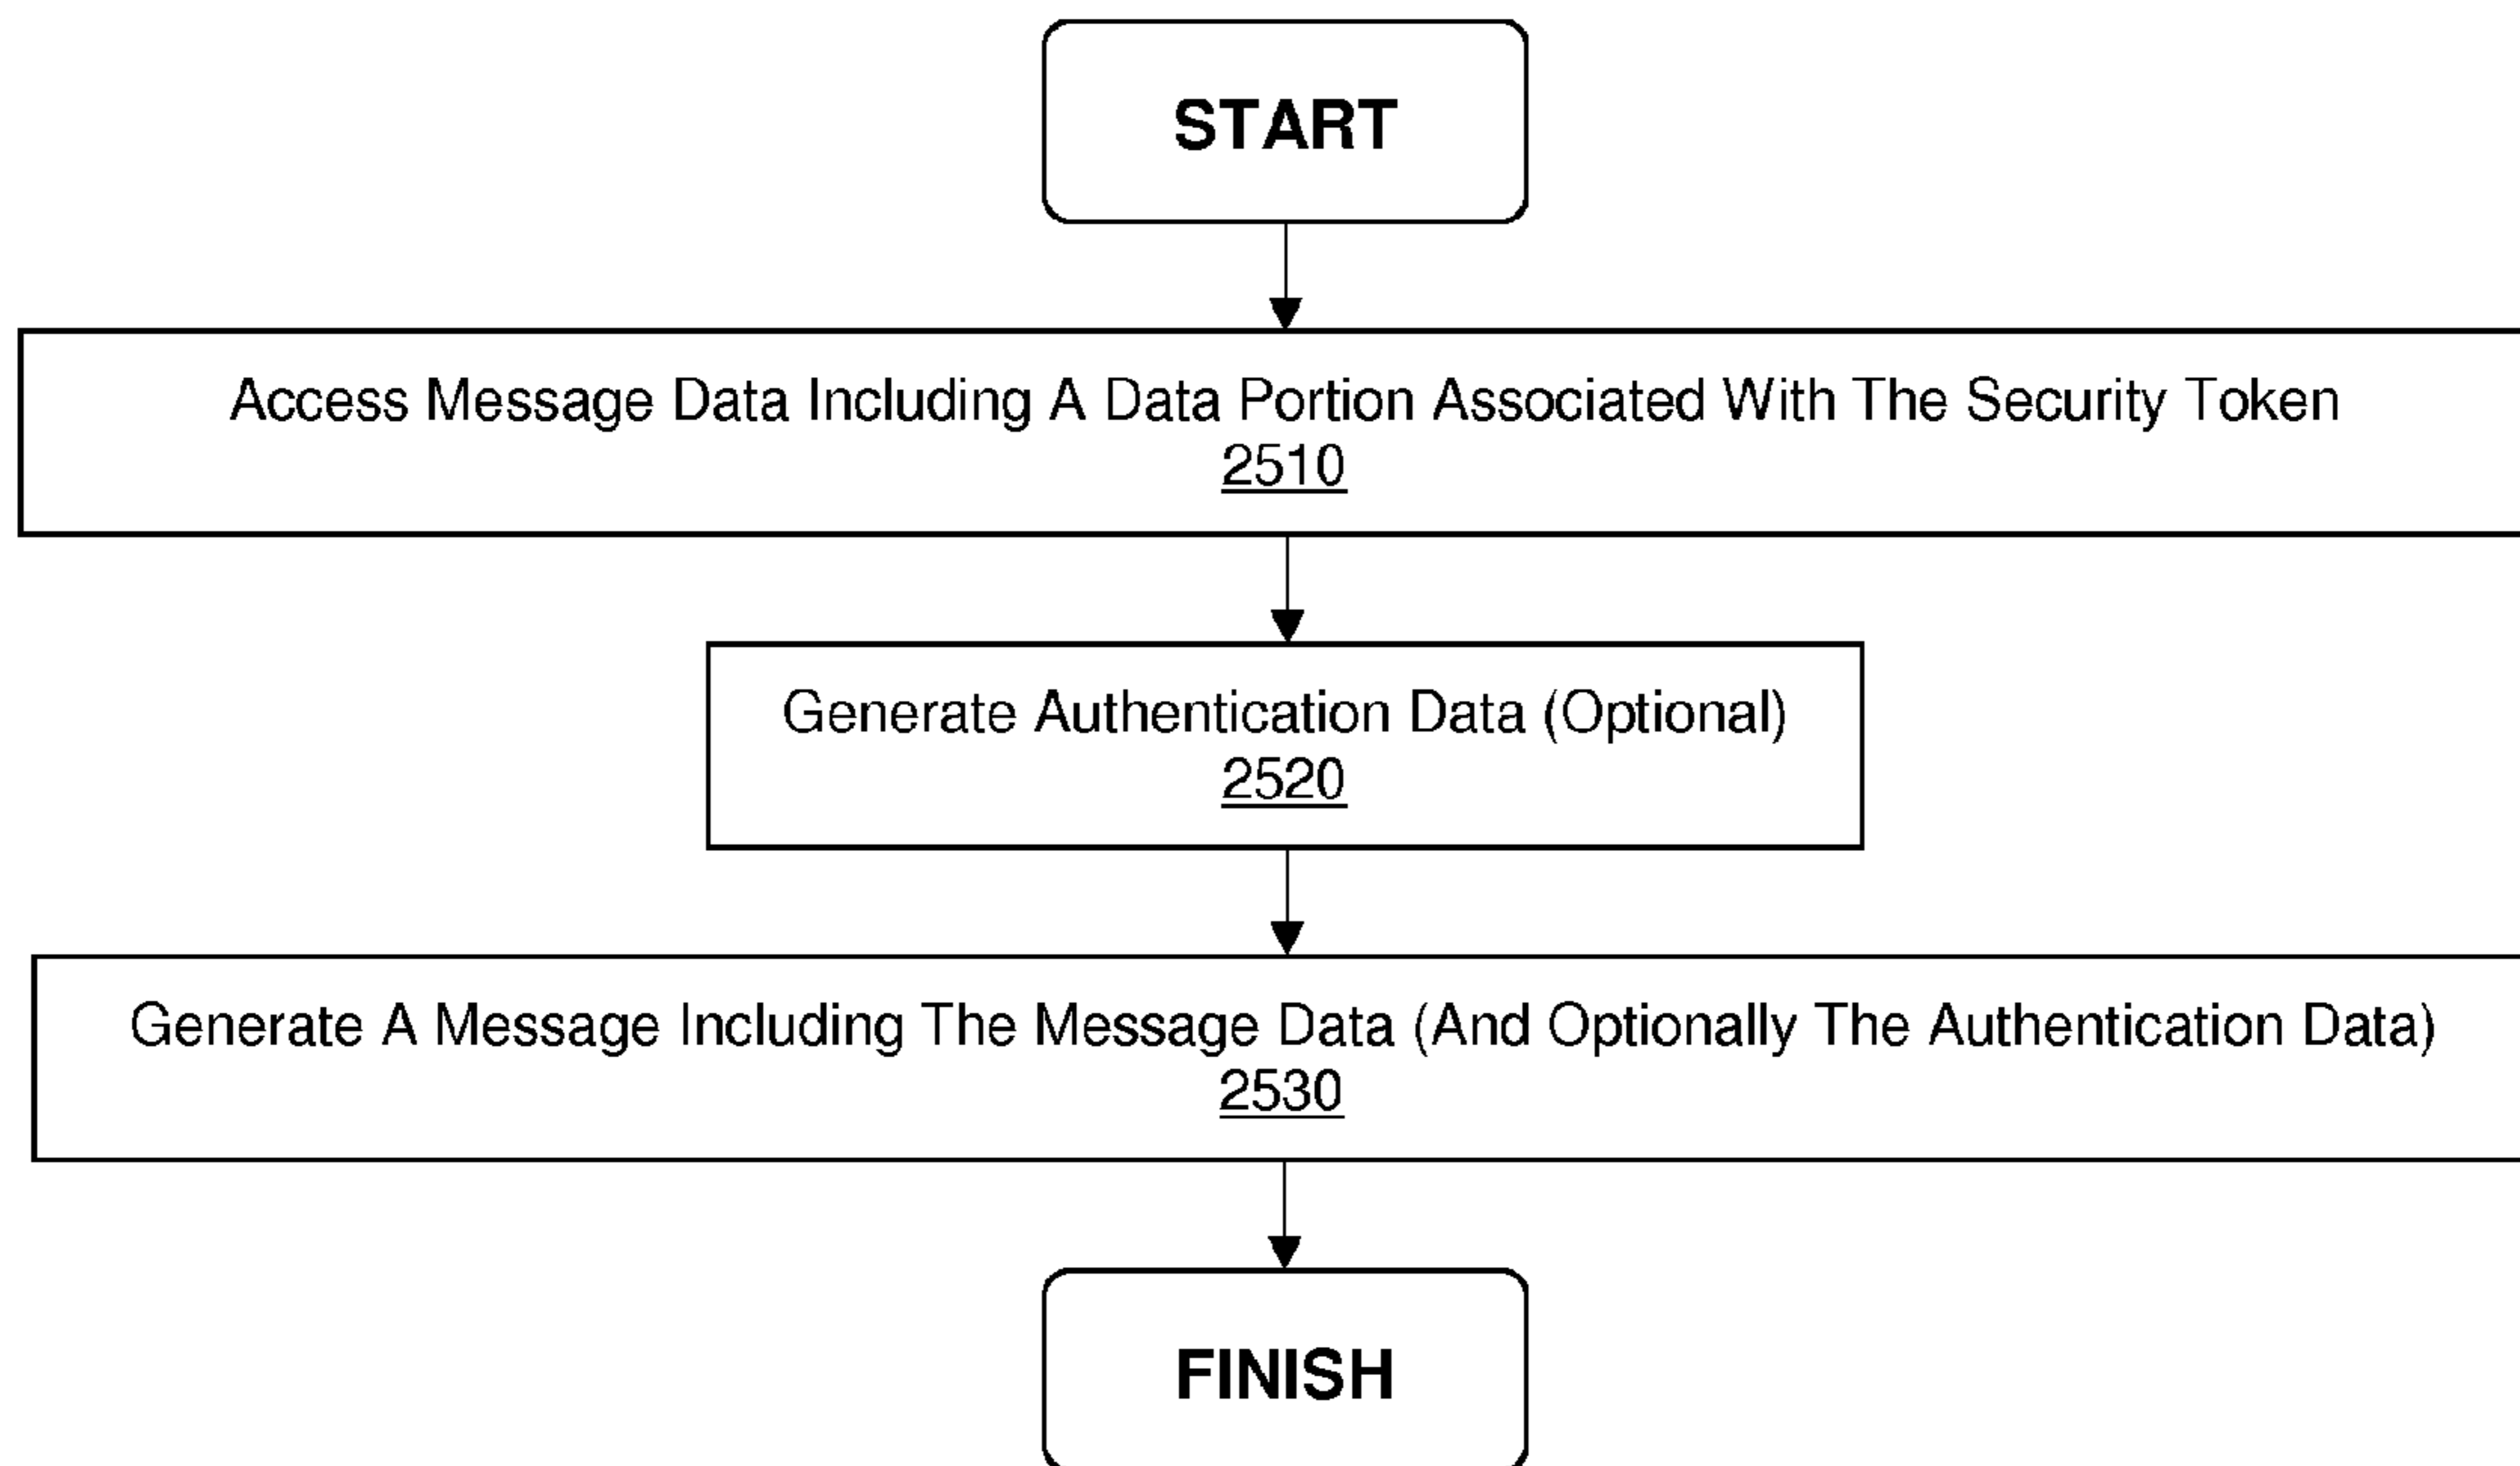 START
Access Message Data Including A Data Portion Associated With The Security Token
2510
Generate Authentication Data (Optional)
2520
Generate A Message Including The Message Data (And Optionally The Authentication Data)
2530
FINISH